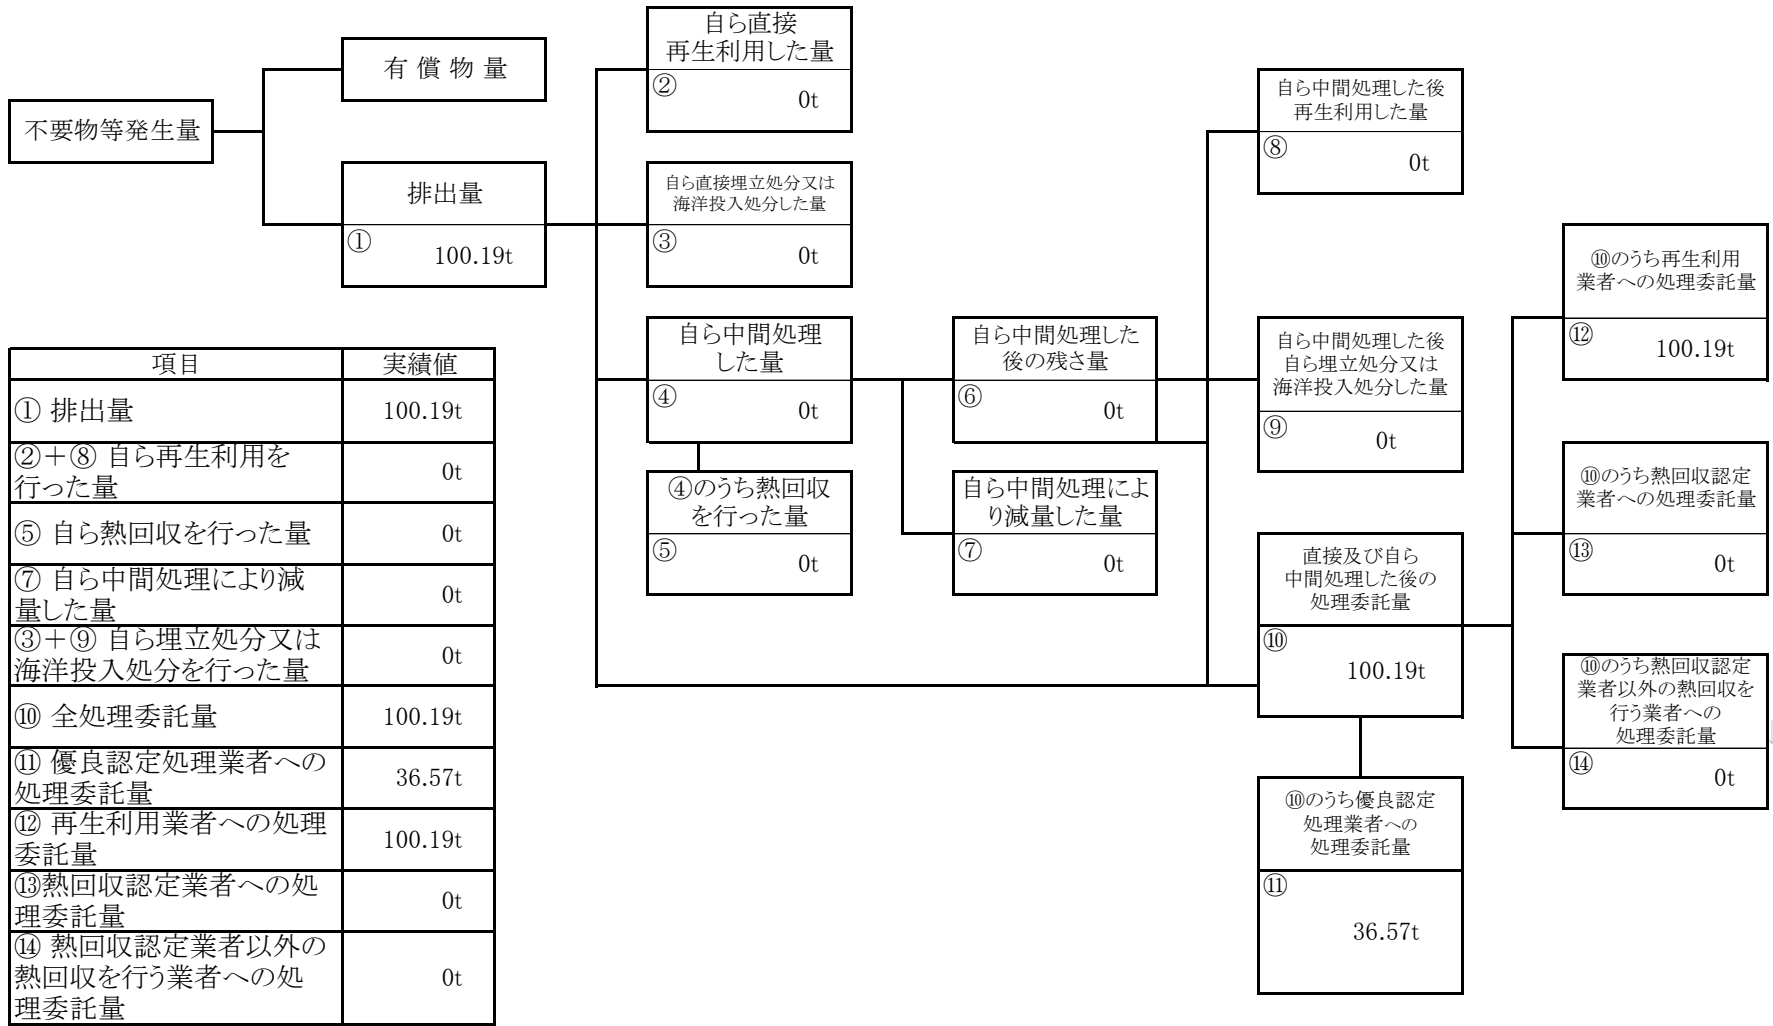 不要物等発生量
有償物量
排出量
①
100.19t
自ら直接
再生利用した量
②
0t
自ら直接埋立処分又は
海洋投入処分した量
③
0t
自ら中間処理
した量
④
0t
④のうち熱回収
を行った量
⑤
0t
自ら中間処理した
後の残さ量
⑥
0t
自ら中間処理によ
り減量した量
⑦
0t
自ら中間処理した後
再生利用した量
⑧
0t
自ら中間処理した後
自ら埋立処分又は
海洋投入処分した量
⑨
0t
直接及び自ら
中間処理した後の
処理委託量
⑩
100.19t
⑩のうち優良認定
処理業者への
処理委託量
⑪
36.57t
⑩のうち再生利用
業者への処理委託量
⑫
100.19t
⑩のうち熱回収認定
業者への処理委託量
⑬
0t
⑩のうち熱回収認定
業者以外の熱回収を
行う業者への
処理委託量
⑭
0t
項目 実績値
① 排出量 100.19t
②＋⑧ 自ら再生利用を
行った量
0t
⑤ 自ら熱回収を行った量 0t
⑦ 自ら中間処理により減
量した量
0t
③＋⑨ 自ら埋立処分又は
海洋投入処分を行った量
0t
⑩ 全処理委託量 100.19t
⑪ 優良認定処理業者への
処理委託量
36.57t
⑫ 再生利用業者への処理
委託量
100.19t
⑬熱回収認定業者への処
理委託量
0t
⑭ 熱回収認定業者以外の
熱回収を行う業者への処
理委託量
0t